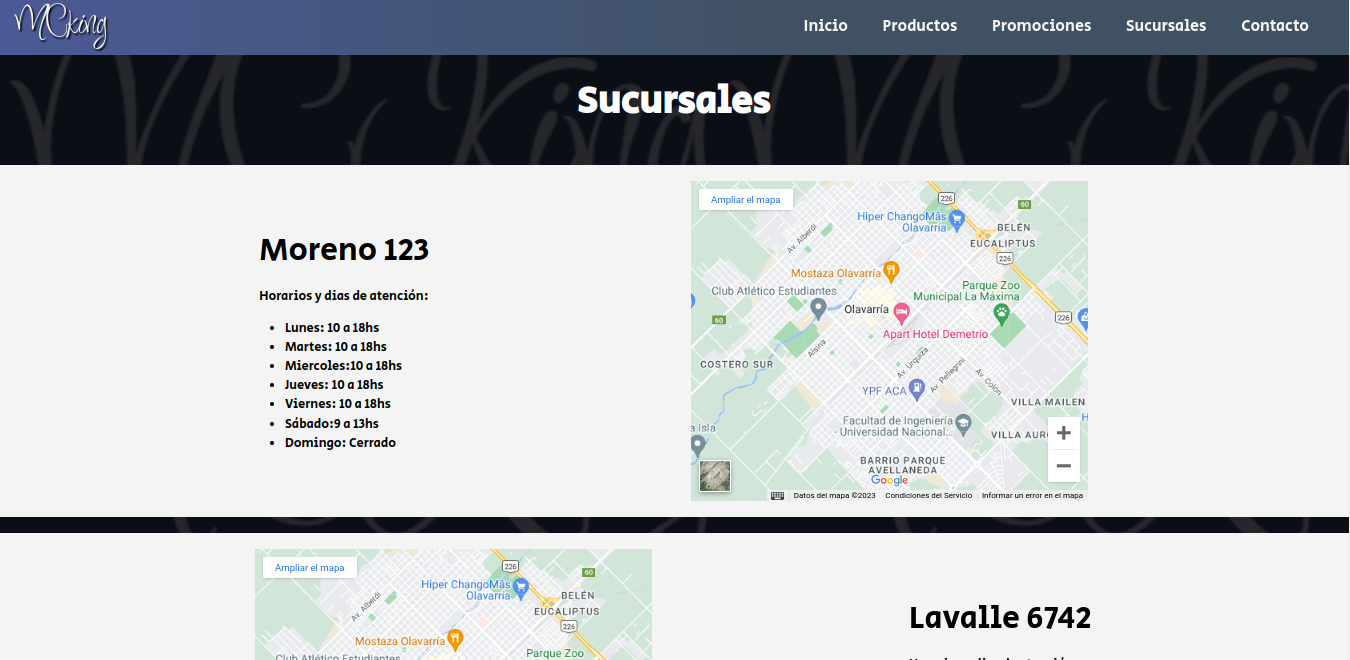 MCking
Inicio
Productos
Promociones
Sucursales
Contacto
Sucursales
Moreno 123
Horarios y dias de atención:
Lunes: 10 a 18hs
Martes: 10 a 18hs
Miercoles:10 a 18hs
Jueves: 10 a 18hs
Viernes: 10 a 18hs
Sábado:9 a 13hs
Domingo: Cerrado
Ampliar el mapa
226
60
Hiper ChangoMás
Olavarría
BELÉN
EUCALIPTUS
Av. Alberdi
226
Mostaza Olavarría
Club Atlético Estudiantes
Parque Zoo
Municipal La Máxima
Olavarría
60
226
Apart Hotel Demetrio
Alsina
COSTERO SUR
Av. Urquiza
Av. Pellegrini
Av. Colón
YPF ACA
VILLA MAILEN
Facultad de Ingeniería
- Universidad Nacional...
a Isla
VILLA AUR
BARRIO PARQUE
AVELLANEDA
Google
Datos del mapa ©2023
Condiciones del Servicio
Informar un error en el mapa
Ampliar el mapa
226
60
Hiper ChangoMás
Olavarría
BELÉN
EUCALIPTUS
Av. Alberdi
226
Mostaza Olavarría
Club Atlético Estudiantes
Parque Zoo
Lavalle 6742